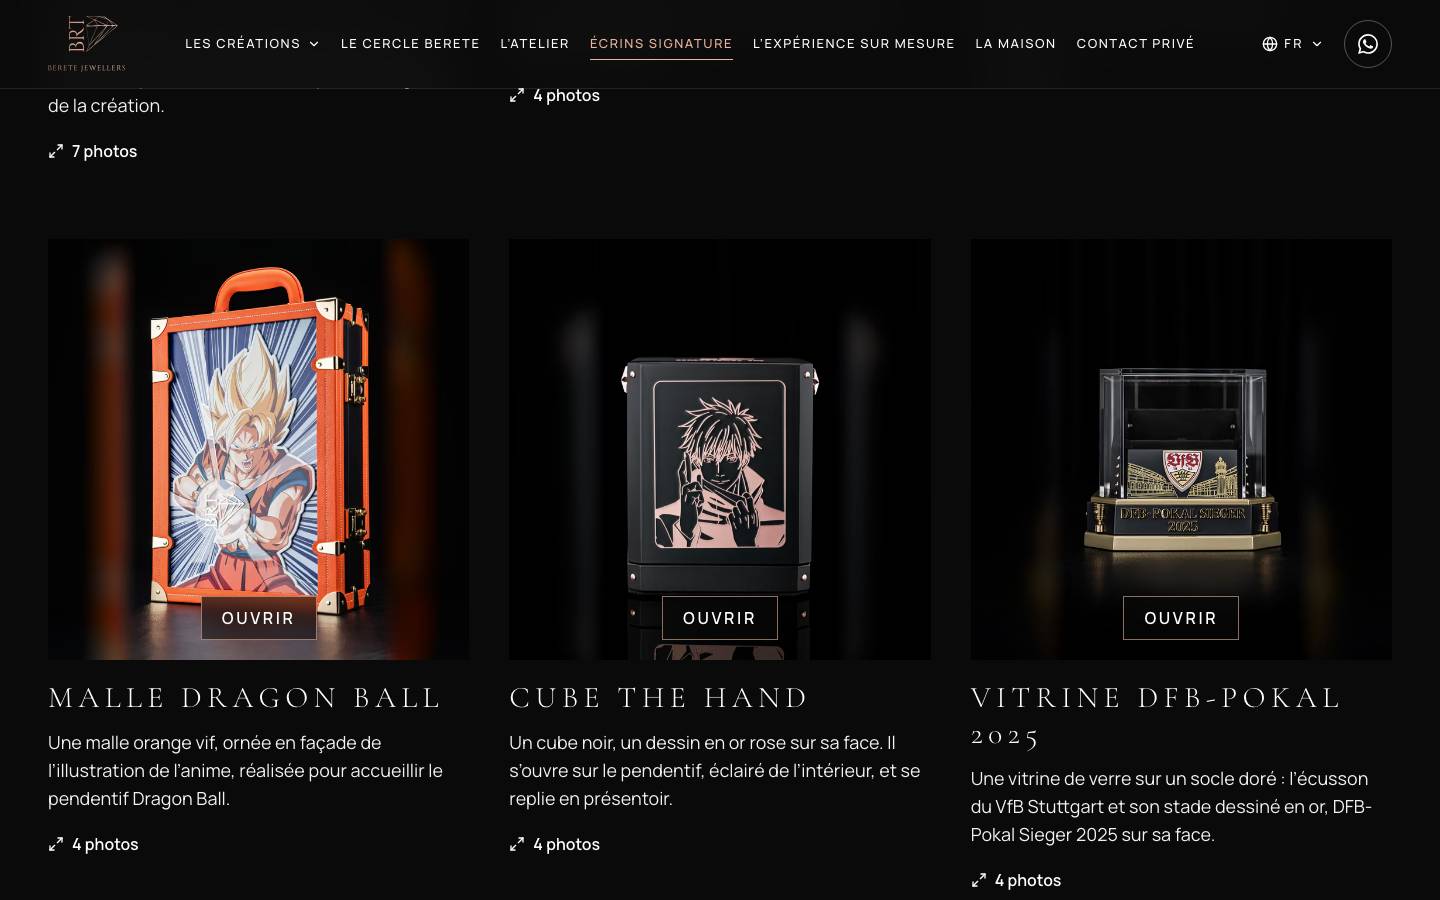 BRT
BERETE JEWELLERS
LES CRÉATIONS
LE CERCLE BERETE
L'ATELIER
ÉCRINS SIGNATURE
L'EXPÉRIENCE SUR MESURE
LA MAISON
CONTACT PRIVÉ
FR
de la création.
7 photos
4 photos
VfB
DFB-POKAL SIEGER
2025
OUVRIR
OUVRIR
OUVRIR
MALLE DRAGON BALL
Une malle orange vif, ornée en façade de
l'illustration de l'anime, réalisée pour accueillir le
pendentif Dragon Ball.
4 photos
CUBE THE HAND
Un cube noir, un dessin en or rose sur sa face. Il
s'ouvre sur le pendentif, éclairé de l'intérieur, et se
replie en présentoir.
4 photos
VITRINE DFB-POKAL
2025
Une vitrine de verre sur un socle doré : l'écusson
du VfB Stuttgart et son stade dessiné en or, DFB-
Pokal Sieger 2025 sur sa face.
4 photos